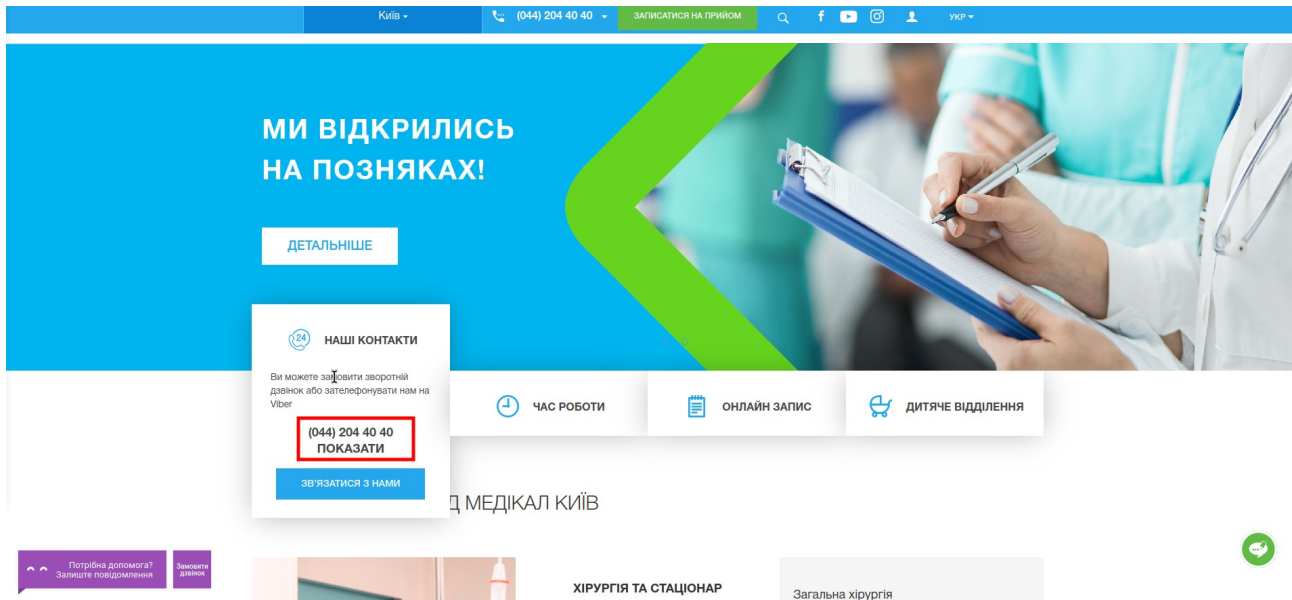 Київ
(044) 204 40 40
ЗАПИСАТИСЯ НА ПРИЙОМ
УКР
МИ ВІДКРИЛИСЬ
НА ПОЗНЯКАХ!
ДЕТАЛЬНІШЕ
24
НАШІ КОНТАКТИ
Ви можете замовити зворотній
дзвінок або зателефонувати нам на
Viber
(044) 204 40 40
ПОКАЗАТИ
ЗВ'ЯЗАТИСЯ З НАМИ
ЧАС РОБОТИ
ОНЛАЙН ЗАПИС
ДИТЯЧЕ ВІДДІЛЕННЯ
МЕДІКАЛ КИЇВ
Потрібна допомога?
Залиште повідомлення
Замовити
дзвінок
ХІРУРГІЯ ТА СТАЦІОНАР
Загальна хірургія